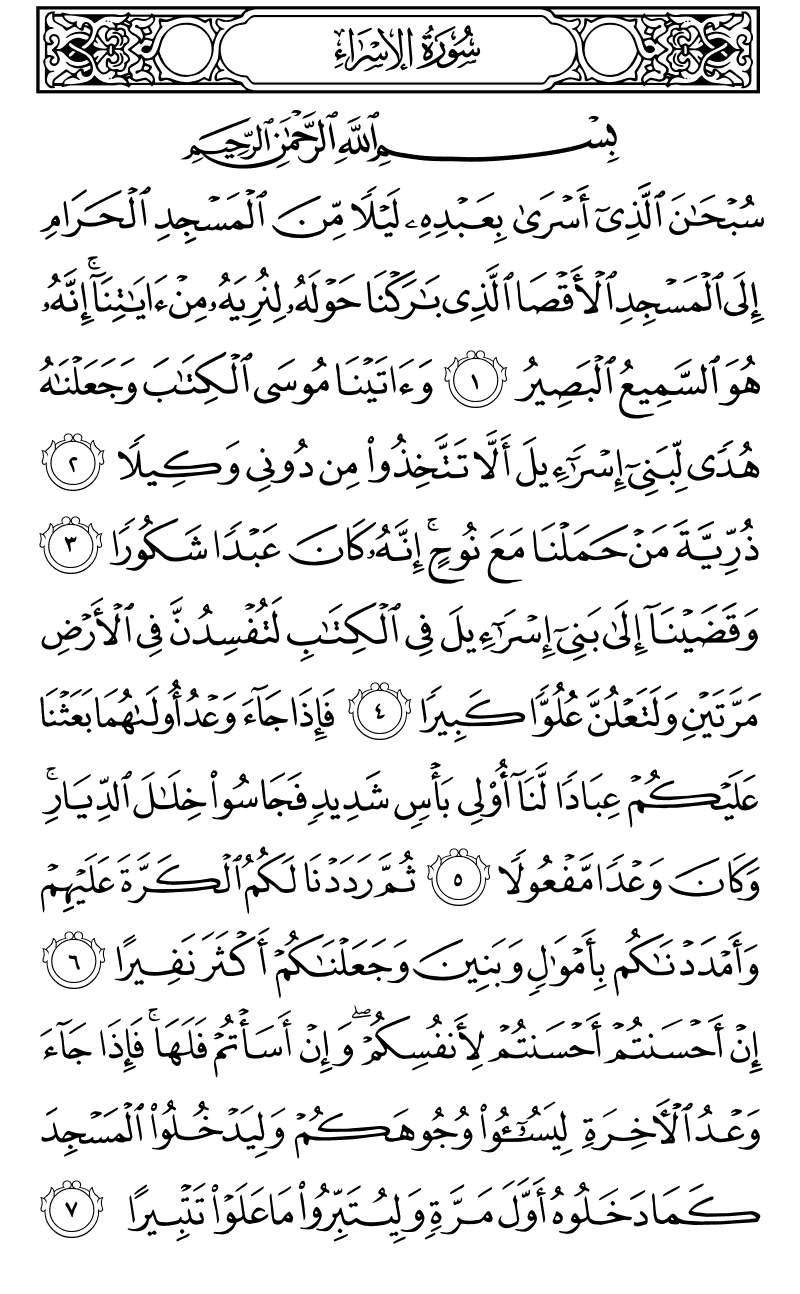 سُورَةُ الإِسۡرَاءِ
بِسۡمِ ٱللَّهِ ٱلرَّحۡمَٰنِ ٱلرَّحِيمِ
سُبۡحَٰنَ ٱلَّذِيٓ أَسۡرَىٰ بِعَبۡدِهِۦ لَيۡلٗا مِّنَ ٱلۡمَسۡجِدِ ٱلۡحَرَامِ
إِلَى ٱلۡمَسۡجِدِ ٱلۡأَقۡصَا ٱلَّذِي بَٰرَكۡنَا حَوۡلَهُۥ لِنُرِيَهُۥ مِنۡ ءَايَٰتِنَآۚ إِنَّهُۥ
هُوَ ٱلسَّمِيعُ ٱلۡبَصِيرُ ١ وَءَاتَيۡنَا مُوسَى ٱلۡكِتَٰبَ وَجَعَلۡنَٰهُ
هُدٗى لِّبَنِيٓ إِسۡرَٰٓءِيلَ أَلَّا تَتَّخِذُواْ مِن دُونِي وَكِيلٗا ٢
ذُرِّيَّةَ مَنۡ حَمَلۡنَا مَعَ نُوحٍۚ إِنَّهُۥ كَانَ عَبۡدٗا شَكُورٗا ٣
وَقَضَيۡنَآ إِلَىٰ بَنِيٓ إِسۡرَٰٓءِيلَ فِي ٱلۡكِتَٰبِ لَتُفۡسِدُنَّ فِي ٱلۡأَرۡضِ
مَرَّتَيۡنِ وَلَتَعۡلُنَّ عُلُوّٗا كَبِيرٗا ٤ فَإِذَا جَآءَ وَعۡدُ أُولَىٰهُمَا بَعَثۡنَا
عَلَيۡكُمۡ عِبَادٗا لَّنَآ أُوْلِي بَأۡسٖ شَدِيدٖ فَجَاسُواْ خِلَٰلَ ٱلدِّيَارِۚ
وَكَانَ وَعۡدٗا مَّفۡعُولٗا ٥ ثُمَّ رَدَدۡنَا لَكُمُ ٱلۡكَرَّةَ عَلَيۡهِمۡ
وَأَمۡدَدۡنَٰكُم بِأَمۡوَٰلٖ وَبَنِينَ وَجَعَلۡنَٰكُمۡ أَكۡثَرَ نَفِيرًا ٦
إِنۡ أَحۡسَنتُمۡ أَحۡسَنتُمۡ لِأَنفُسِكُمۡۖ وَإِنۡ أَسَأۡتُمۡ فَلَهَاۚ فَإِذَا جَآءَ
وَعۡدُ ٱلۡأٓخِرَةِ لِيَسُـُٔواْ وُجُوهَكُمۡ وَلِيَدۡخُلُواْ ٱلۡمَسۡجِدَ
كَمَا دَخَلُوهُ أَوَّلَ مَرَّةٖ وَلِيُتَبِّرُواْ مَا عَلَوۡاْ تَتۡبِيرًا ٧